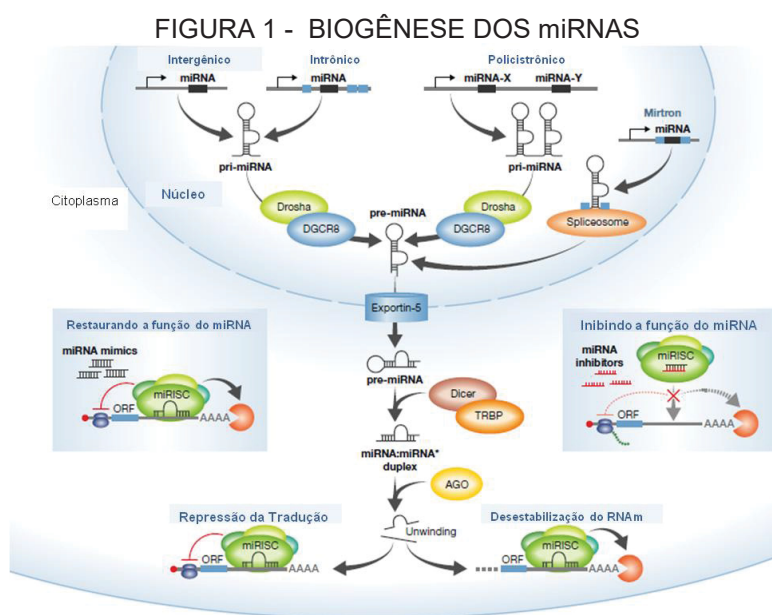 FIGURA 1 - BIOGÊNESE DOS miRNAS
Intergênico
Intrônico
Policistrônico
miRNA
miRNA
miRNA-X
miRNA-Y
Mirtron
miRNA
pri-miRNA
pri-miRNA
Citoplasma
Núcleo
Drosha
DGCR8
pre-miRNA
Drosha
DGCR8
Spliceosome
Exportin-5
Restaurando a função do miRNA
miRNA mimics
miRISC
ORF
AAAA
Inibindo a função do miRNA
miRNA
inhibitors
miRISC
ORF
AAAA
pre-miRNA
Dicer
TRBP
miRNA:miRNA*
duplex
AGO
Unwinding
Repressão da Tradução
miRISC
ORF
AAAA
Desestabilização do RNAm
miRISC
ORF
AAAA